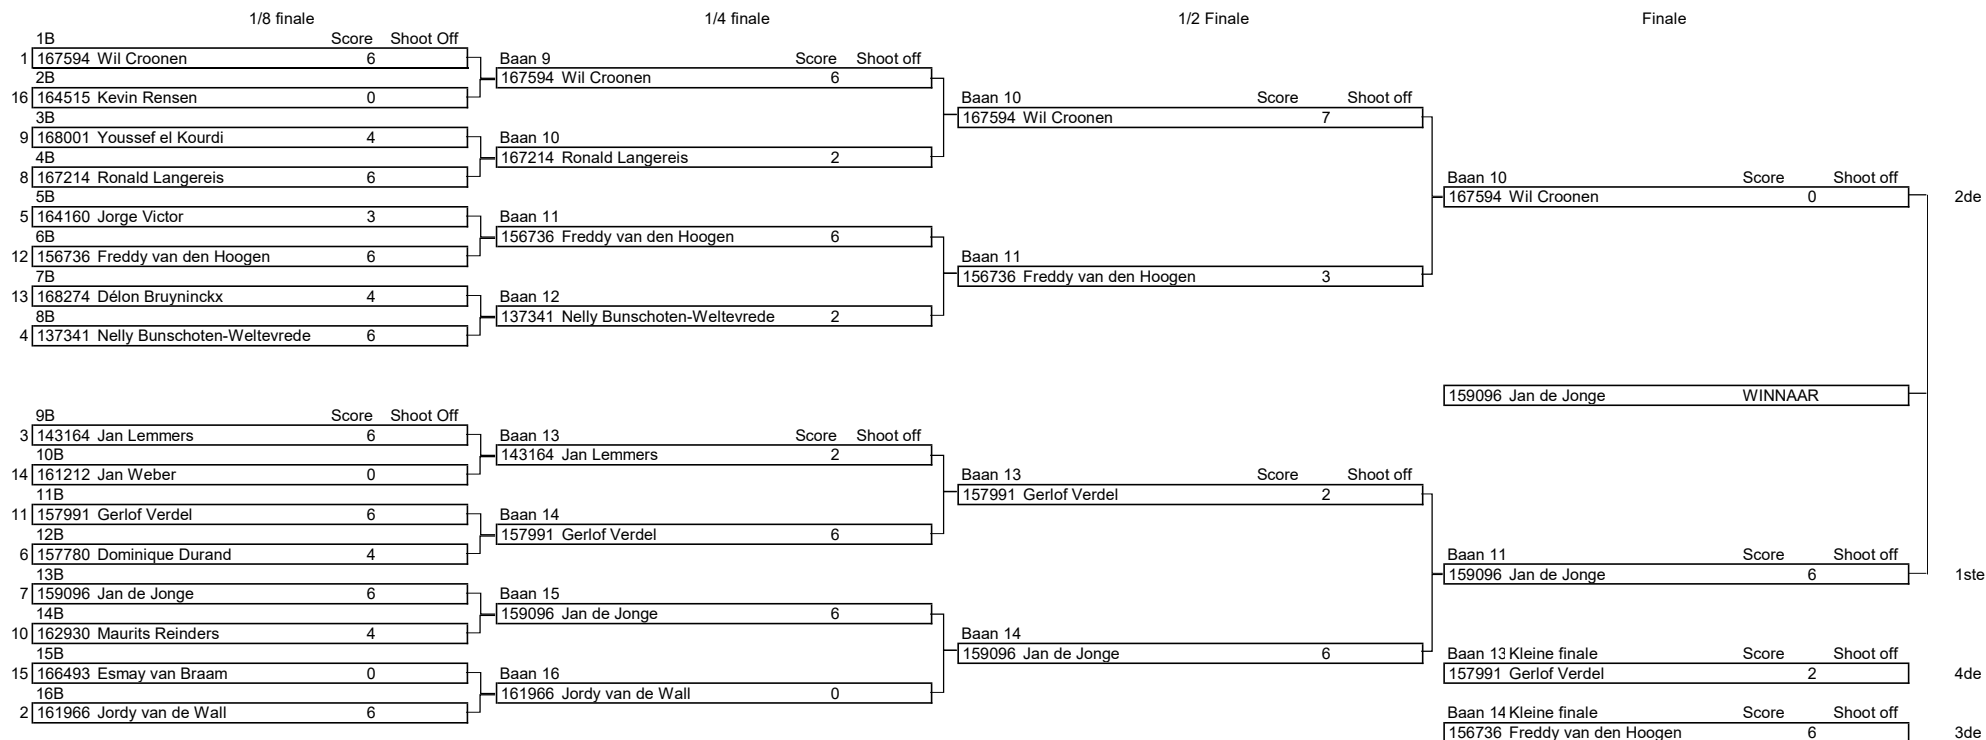 1/8 finale 1/4 finale 1/2 Finale Finale
1B Score Shoot Off
1 167594 Wil Croonen 6
2B
16 164515 Kevin Rensen 0
3B
9 168001 Youssef el Kourdi 4
4B
8 167214 Ronald Langereis 6
5B
5 164160 Jorge Victor 3
6B
12 156736 Freddy van den Hoogen 6
7B
13 168274 Délon Bruyninckx 4
8B
4 137341 Nelly Bunschoten-Weltevrede 6
9B Score Shoot Off
3 143164 Jan Lemmers 6
10B
14 161212 Jan Weber 0
11B
11 157991 Gerlof Verdel 6
12B
6 157780 Dominique Durand 4
13B
7 159096 Jan de Jonge 6
14B
10 162930 Maurits Reinders 4
15B
15 166493 Esmay van Braam 0
16B
2 161966 Jordy van de Wall 6
Baan 9 Score Shoot off
167594 Wil Croonen 6
Baan 10
167214 Ronald Langereis 2
Baan 11
156736 Freddy van den Hoogen 6
Baan 12
137341 Nelly Bunschoten-Weltevrede 2
Baan 13 Score Shoot off
143164 Jan Lemmers 2
Baan 14
157991 Gerlof Verdel 6
Baan 15
159096 Jan de Jonge 6
Baan 16
161966 Jordy van de Wall 0
Baan 10 Score Shoot off
167594 Wil Croonen 7
Baan 11
156736 Freddy van den Hoogen 3
Baan 13 Score Shoot off
157991 Gerlof Verdel 2
Baan 14
159096 Jan de Jonge 6
Baan 10 Score Shoot off
167594 Wil Croonen 0 2de
159096 Jan de Jonge WINNAAR
Baan 11 Score Shoot off
159096 Jan de Jonge 6 1ste
Baan 13 Kleine finale Score Shoot off
157991 Gerlof Verdel 2 4de
Baan 14 Kleine finale Score Shoot off
156736 Freddy van den Hoogen 6 3de